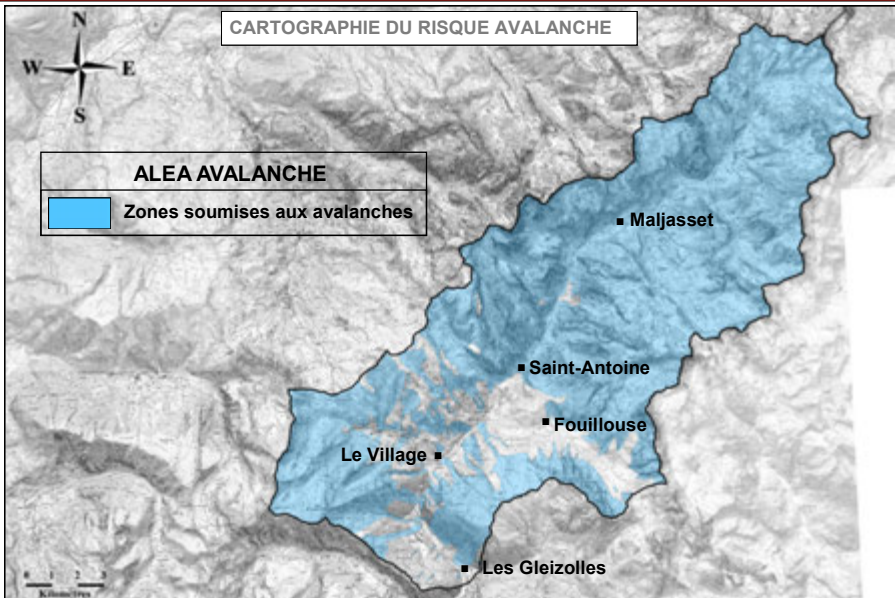 CARTOGRAPHIE DU RISQUE AVALANCHE
N
W E
S
ALEA AVALANCHE
Zones soumises aux avalanches
Maljasset
Saint-Antoine
Fouillouse
Le Village
Les Gleizolles
0 1 2 3
Kilomètres